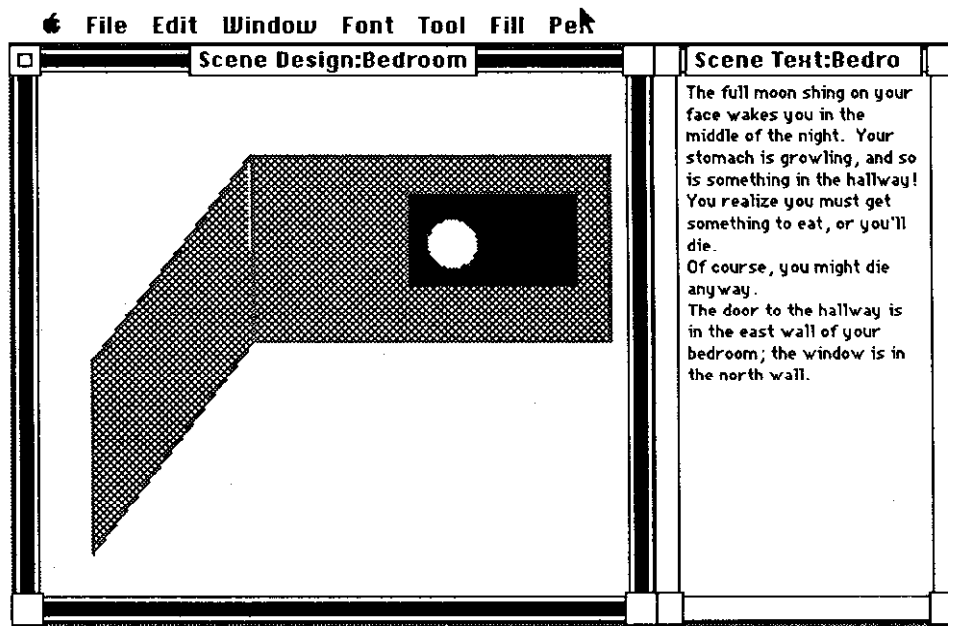 File Edit Window Font Tool Fill Pen
Scene Design:Bedroom
Scene Text:Bedro
The full moon shing on your
face wakes you in the
middle of the night. Your
stomach is growling, and so
is something in the hallway!
You realize you must get
something to eat, or you'll
die.
Of course, you might die
anyway.
The door to the hallway is
in the east wall of your
bedroom; the window is in
the north wall.